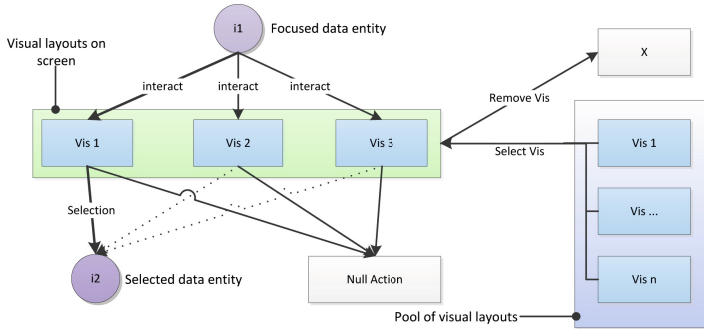 i1
Focused data entity
Visual layouts on
screen
X
interact
interact
interact
Remove Vis
Vis 1
Vis 2
Vis 3
Select Vis
Vis 1
Selection
Vis ...
i2
Selected data entity
Null Action
Vis n
Pool of visual layouts